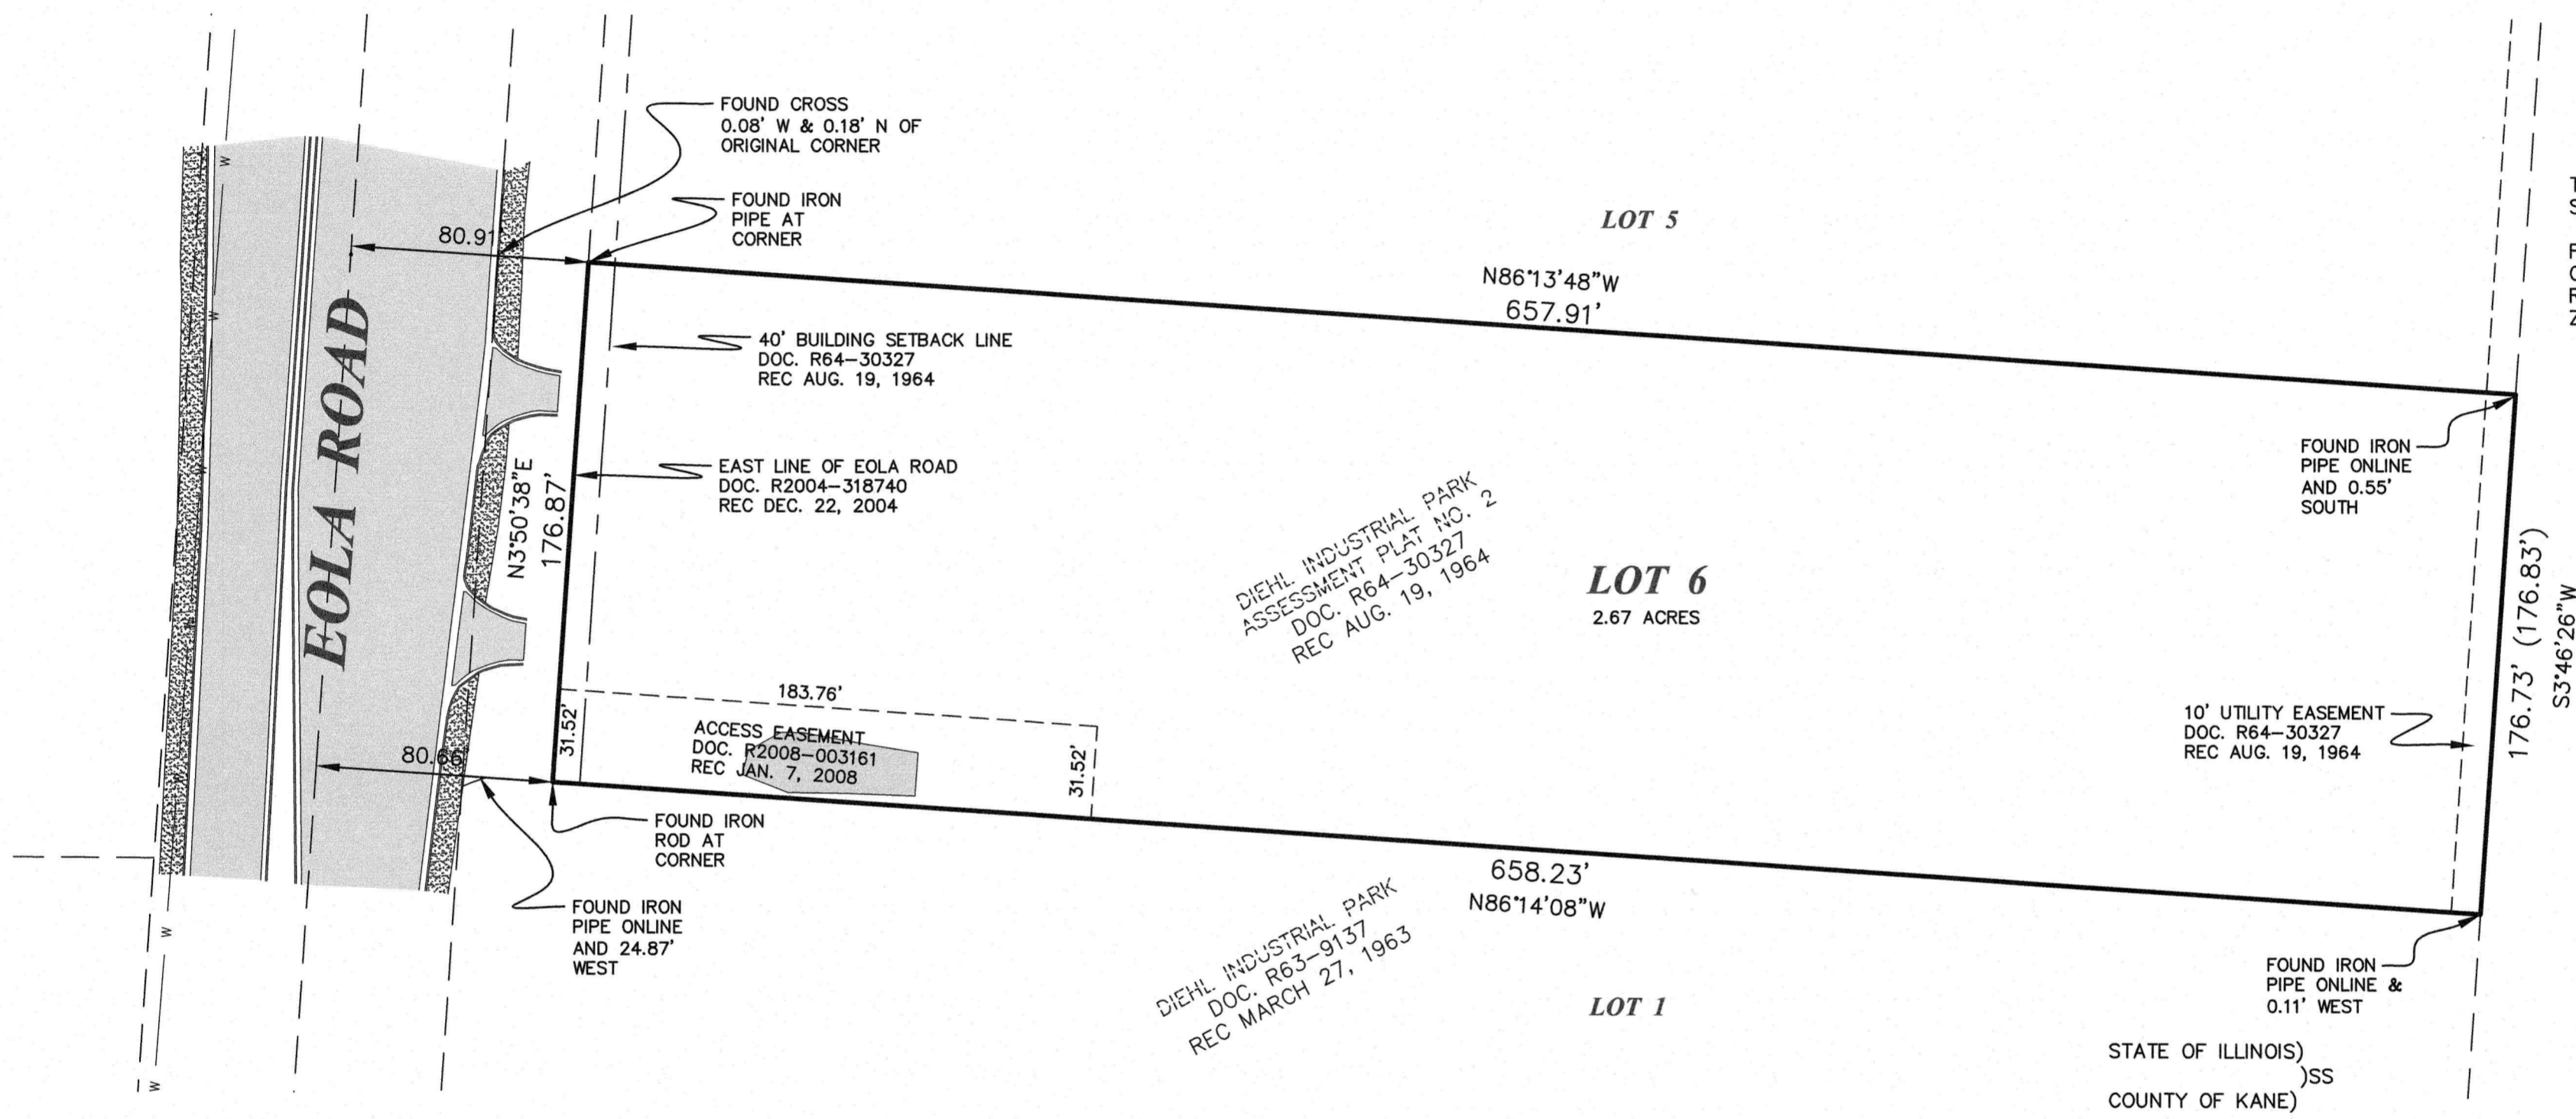 FOUND CROSS
0.08' W & 0.18' N OF
ORIGINAL CORNER
FOUND IRON
PIPE AT
CORNER
80.91'
LOT 5
N86°13'48"W
657.91'
40' BUILDING SETBACK LINE
DOC. R64-30327
REC AUG. 19, 1964
EOLA ROAD
N3°50'38"E
176.87'
EAST LINE OF EOLA ROAD
DOC. R2004-318740
REC DEC. 22, 2004
FOUND IRON
PIPE ONLINE
AND 0.55'
SOUTH
DIEHL INDUSTRIAL PARK
ASSESSMENT PLAT NO. 2
DOC. R64-30327
REC AUG. 19, 1964
LOT 6
2.67 ACRES
176.73' (176.83')
S3°46'26"W
10' UTILITY EASEMENT
DOC. R64-30327
REC AUG. 19, 1964
183.76'
31.52'
ACCESS EASEMENT
DOC. R2008-003161
REC JAN. 7, 2008
31.52'
80.66'
FOUND IRON
ROD AT
CORNER
FOUND IRON
PIPE ONLINE
AND 24.87'
WEST
658.23'
N86°14'08"W
DIEHL INDUSTRIAL PARK
DOC. R63-9137
REC MARCH 27, 1963
LOT 1
FOUND IRON
PIPE ONLINE &
0.11' WEST
STATE OF ILLINOIS)
)SS
COUNTY OF KANE)
W
W
W
W
W
W
W
W